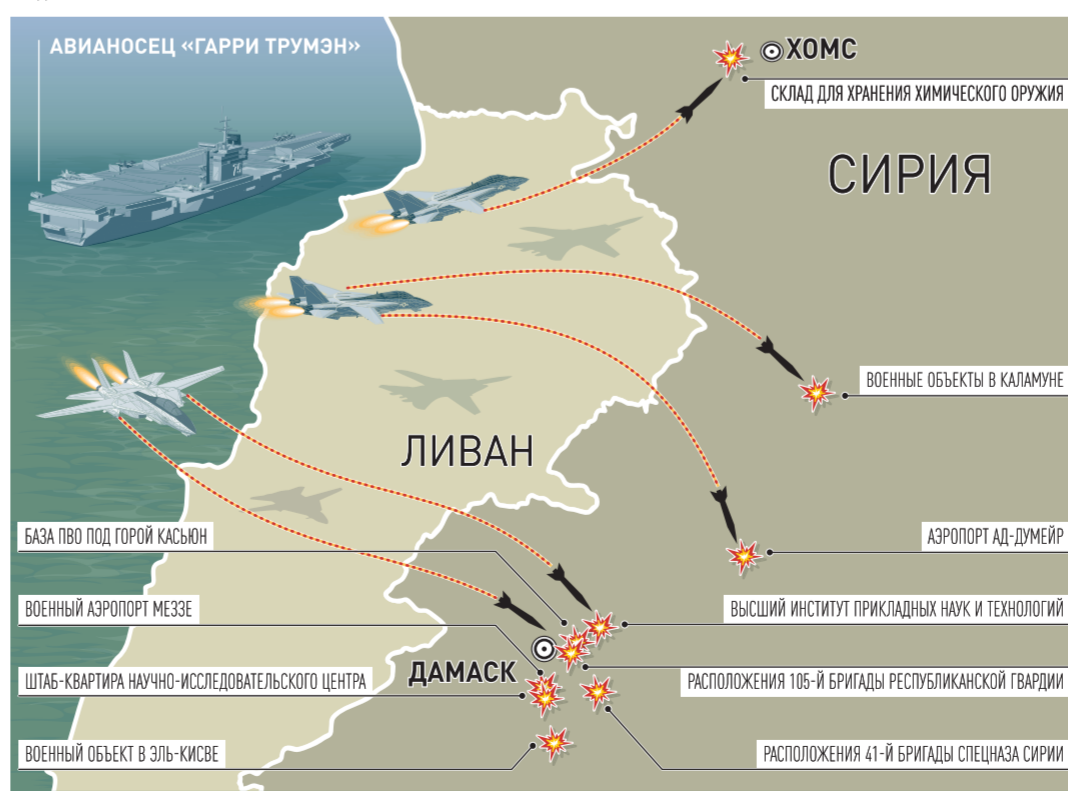 АВИАНОСЕЦ «ГАРРИ ТРУМЭН»
ХОМС
СКЛАД ДЛЯ ХРАНЕНИЯ ХИМИЧЕСКОГО ОРУЖИЯ
СИРИЯ
ВОЕННЫЕ ОБЪЕКТЫ В КАЛАМУНЕ
ЛИВАН
БАЗА ПВО ПОД ГОРОЙ КАСЬЮН
АЭРОПОРТ АД-ДУМЕЙР
ВОЕННЫЙ АЭРОПОРТ МЕЗЗЕ
ВЫСШИЙ ИНСТИТУТ ПРИКЛАДНЫХ НАУК И ТЕХНОЛОГИЙ
ДАМАСК
ШТАБ-КВАРТИРА НАУЧНО-ИССЛЕДОВАТЕЛЬСКОГО ЦЕНТРА
РАСПОЛОЖЕНИЯ 105-Й БРИГАДЫ РЕСПУБЛИКАНСКОЙ ГВАРДИИ
ВОЕННЫЙ ОБЪЕКТ В ЭЛЬ-КИСВЕ
РАСПОЛОЖЕНИЯ 41-Й БРИГАДЫ СПЕЦНАЗА СИРИИ